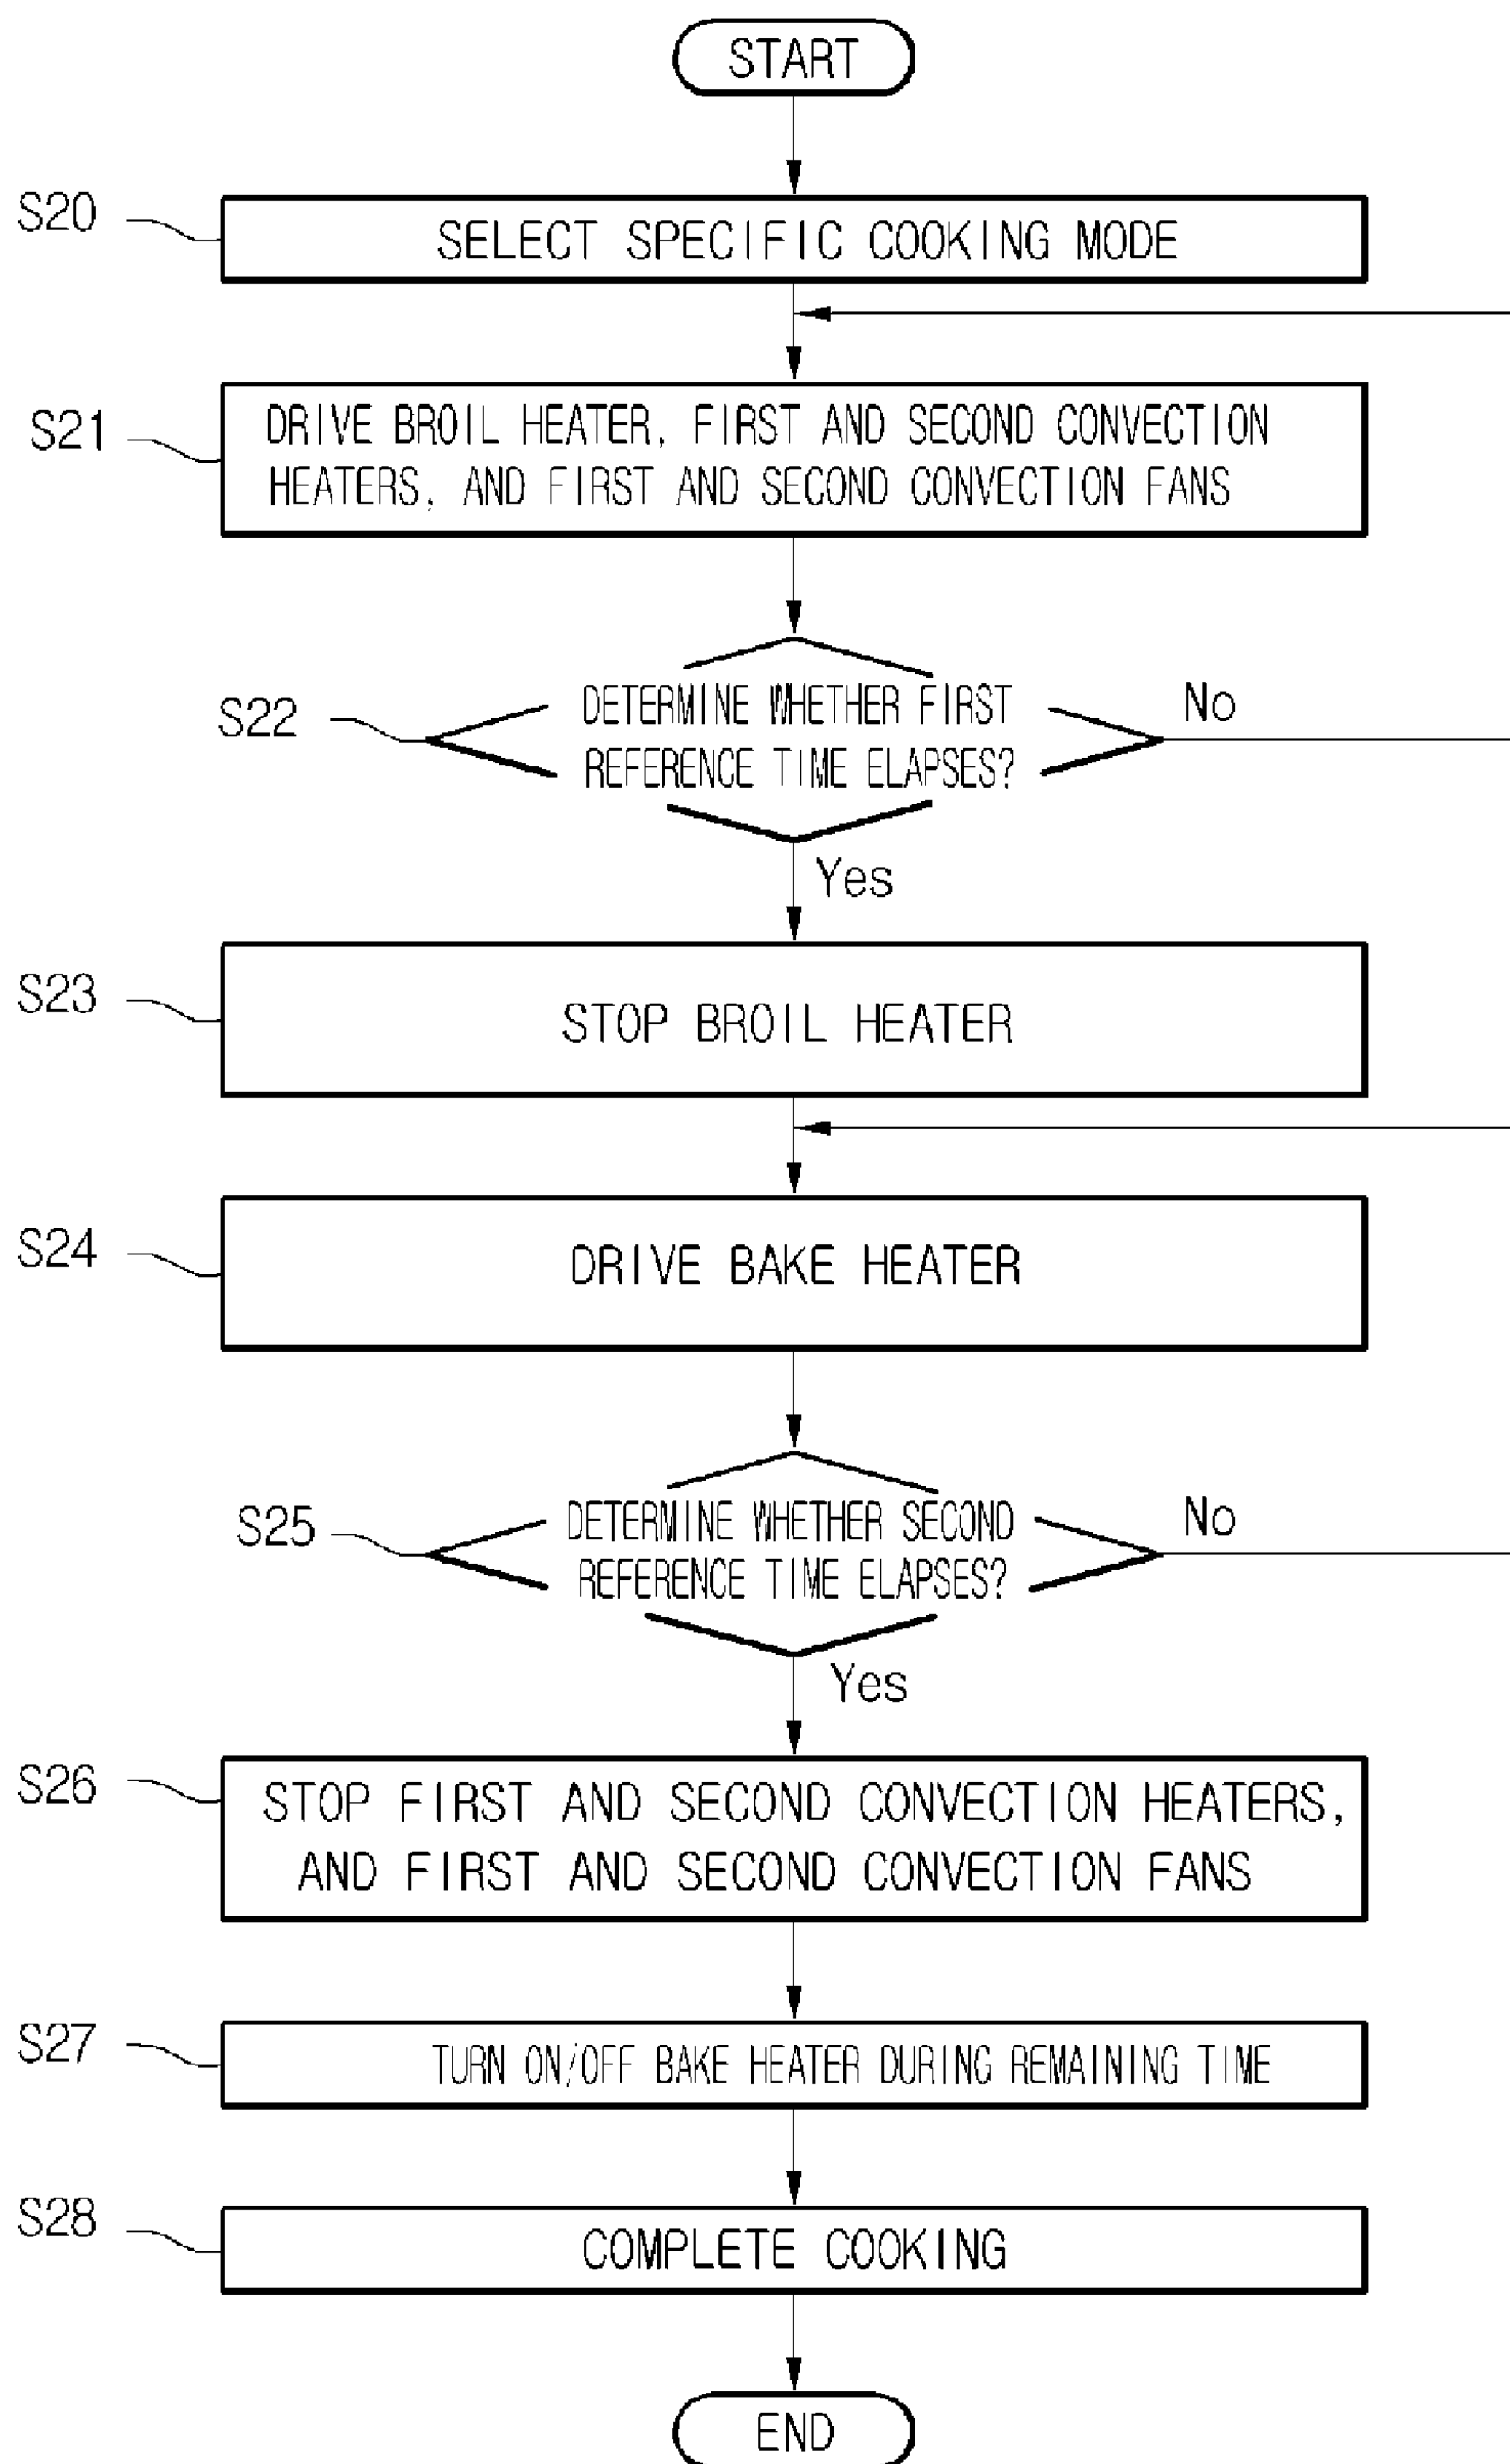 START
S20
SELECT SPECIFIC COOKING MODE
S21
DRIVE BROIL HEATER, FIRST AND SECOND CONVECTION
HEATERS, AND FIRST AND SECOND CONVECTION FANS
S22
DETERMINE WHETHER FIRST
REFERENCE TIME ELAPSES?
No
Yes
S23
STOP BROIL HEATER
S24
DRIVE BAKE HEATER
S25
DETERMINE WHETHER SECOND
REFERENCE TIME ELAPSES?
No
Yes
S26
STOP FIRST AND SECOND CONVECTION HEATERS,
AND FIRST AND SECOND CONVECTION FANS
S27
TURN ON/OFF BAKE HEATER DURING REMAINING TIME
S28
COMPLETE COOKING
END